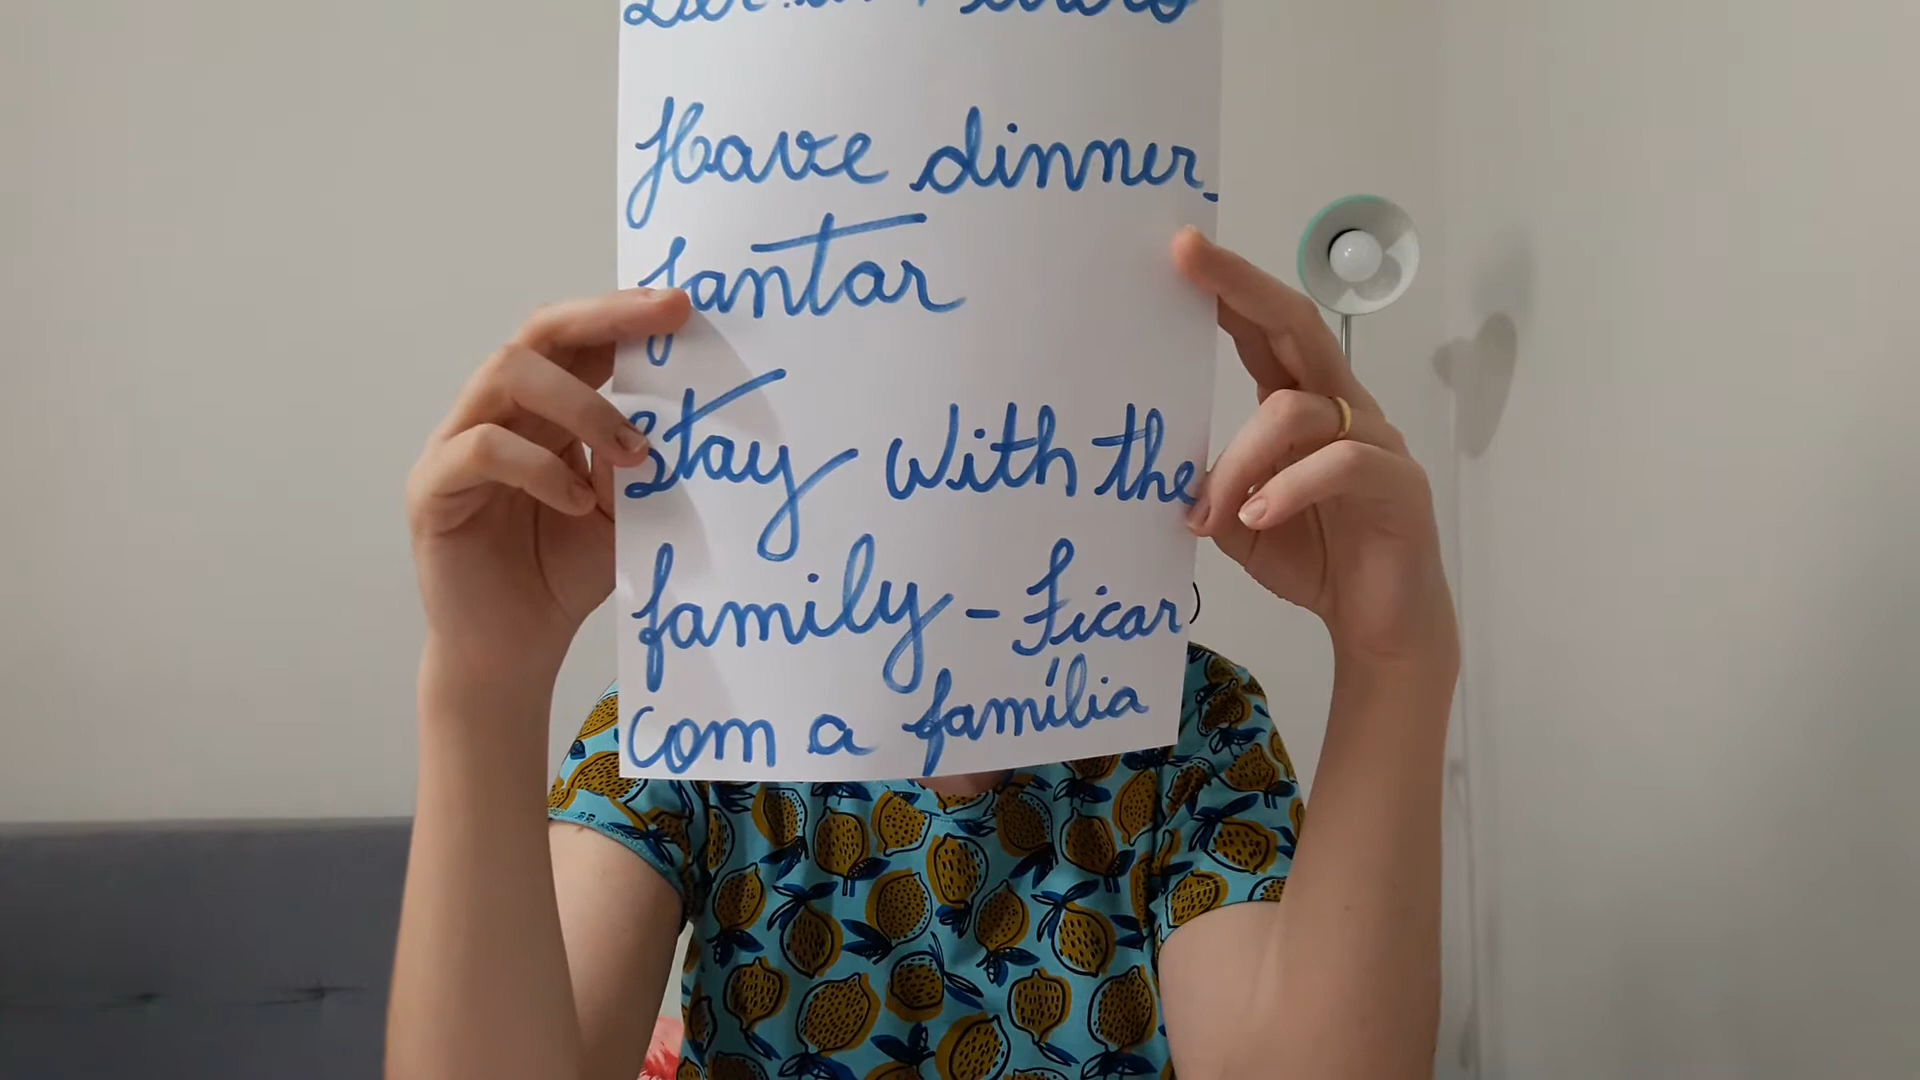 Have dinner -
Jantar
Stay with the
family - Ficar
com a família